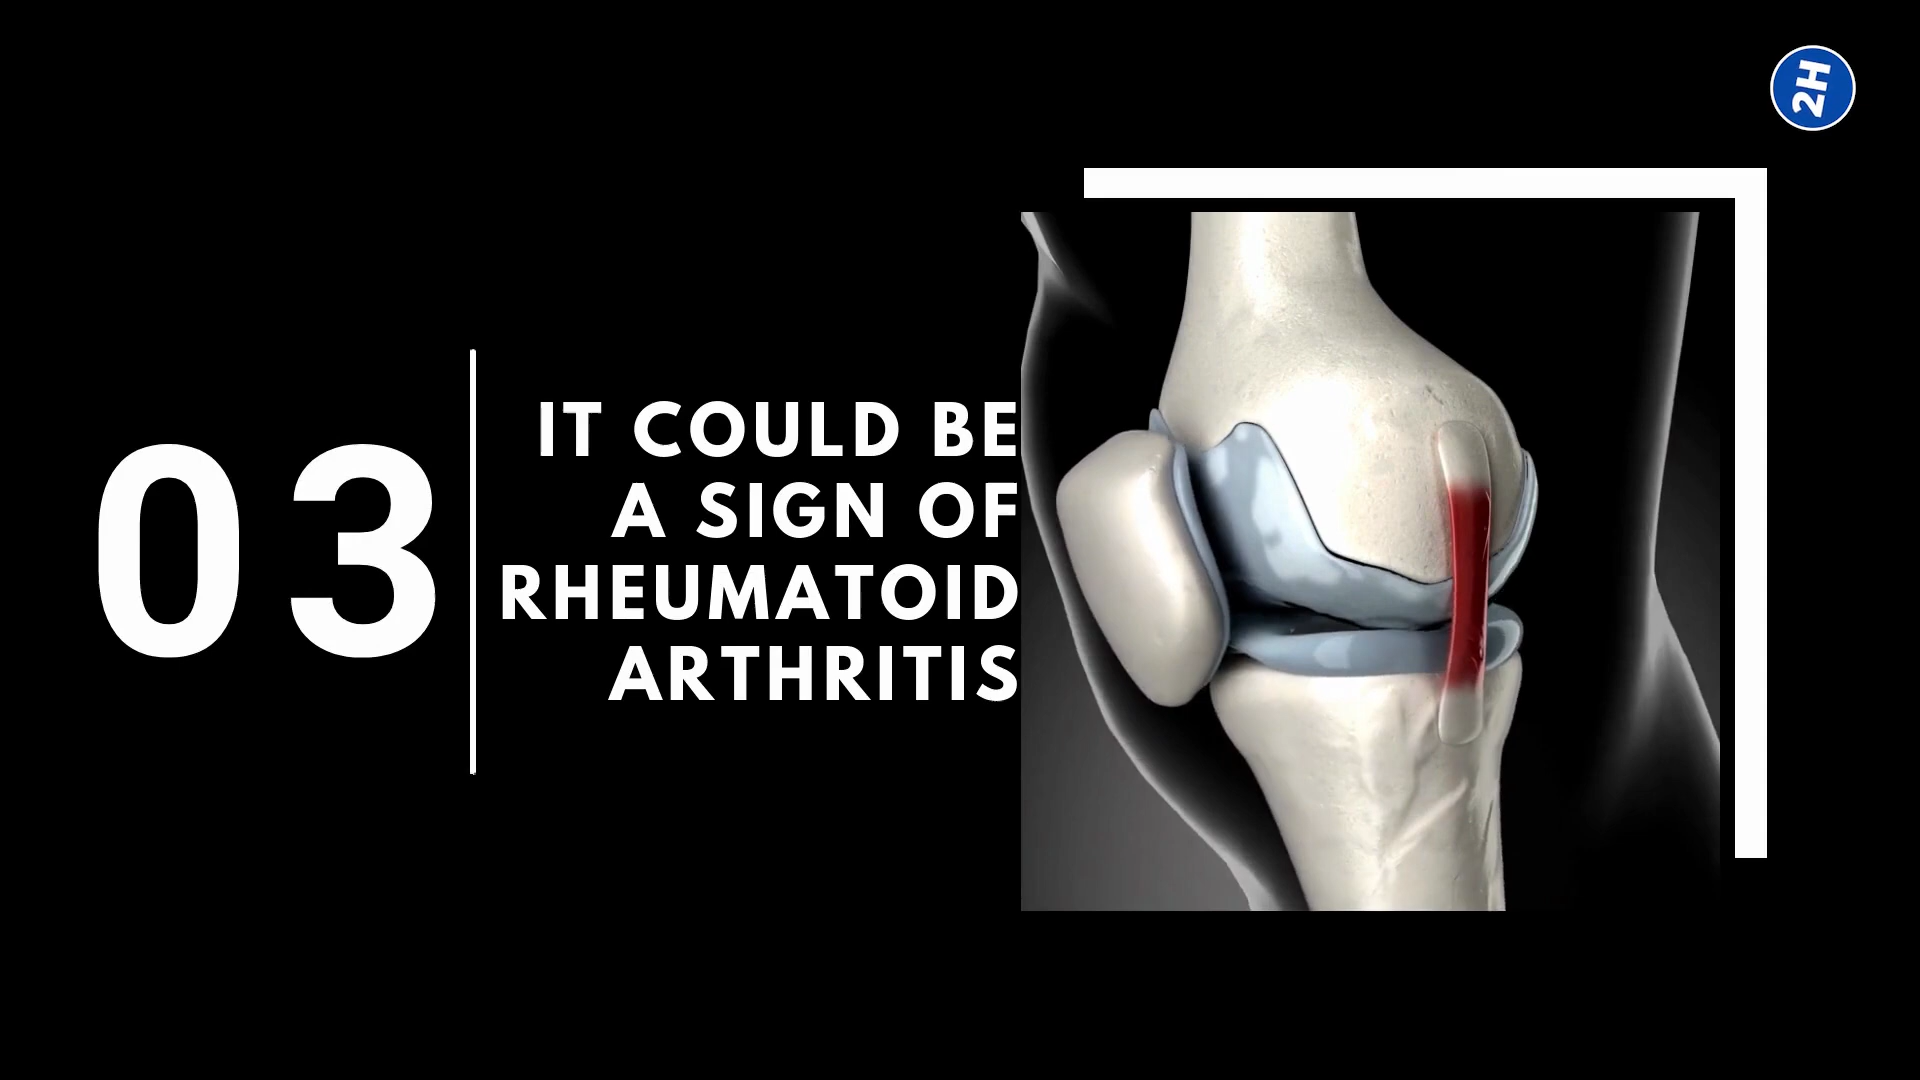 2H
03
IT COULD BE
A SIGN OF
RHEUMATOID
ARTHRITIS